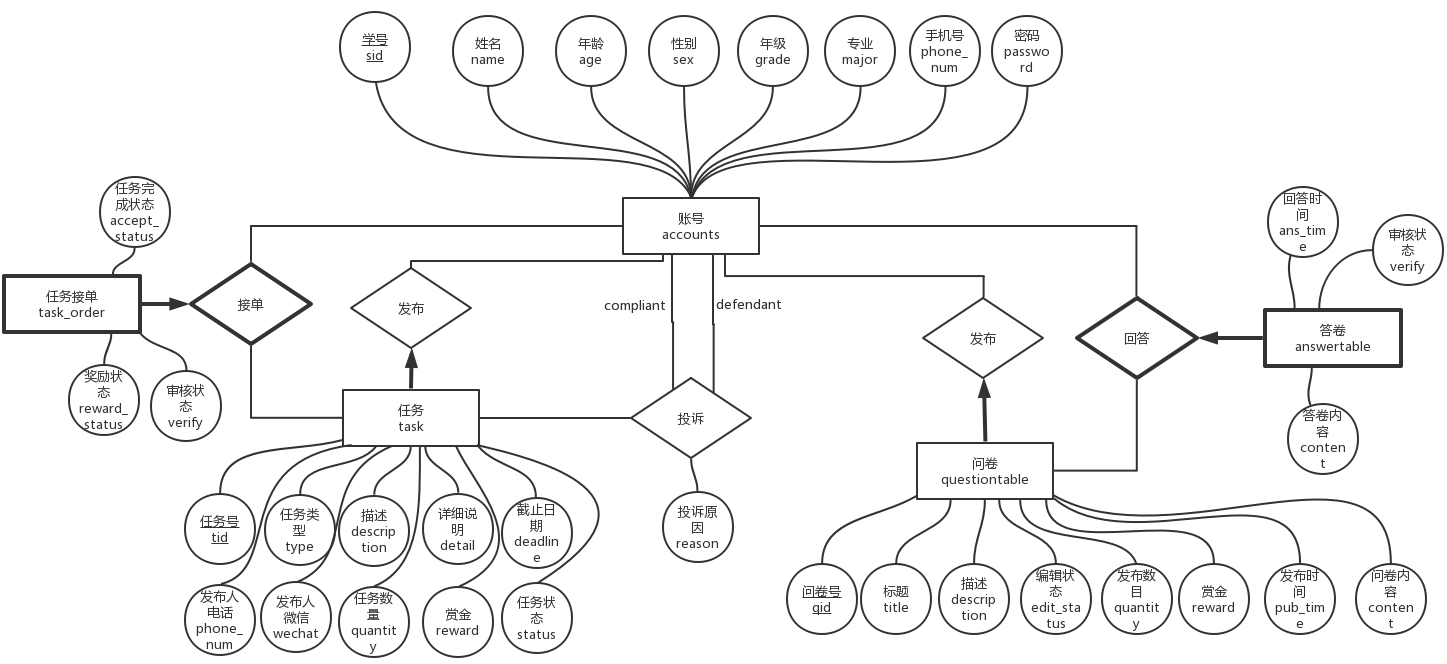 学号
sid
姓名
name
年龄
age
性别
sex
年级
grade
专业
major
手机号
phone_
num
密码
passwo
rd
任务完
成状态
accept_
status
账号
accounts
回答时
间
ans_tim
e
审核状
态
verify
任务接单
task_order
接单
发布
compliant
defendant
发布
回答
答卷
answertable
奖励状
态
reward_
status
审核状
态
verify
任务
task
投诉
答卷内
容
conten
t
问卷
questiontable
任务号
tid
任务类
型
type
描述
descrip
tion
详细说
明
detail
截止日
期
deadlin
e
投诉原
因
reason
发布人
电话
phone_
num
发布人
微信
wechat
任务数
量
quantit
y
赏金
reward
任务状
态
status
问卷号
qid
标题
title
描述
descrip
tion
编辑状
态
edit_sta
tus
发布数
目
quantit
y
赏金
reward
发布时
间
pub_tim
e
问卷内
容
conten
t